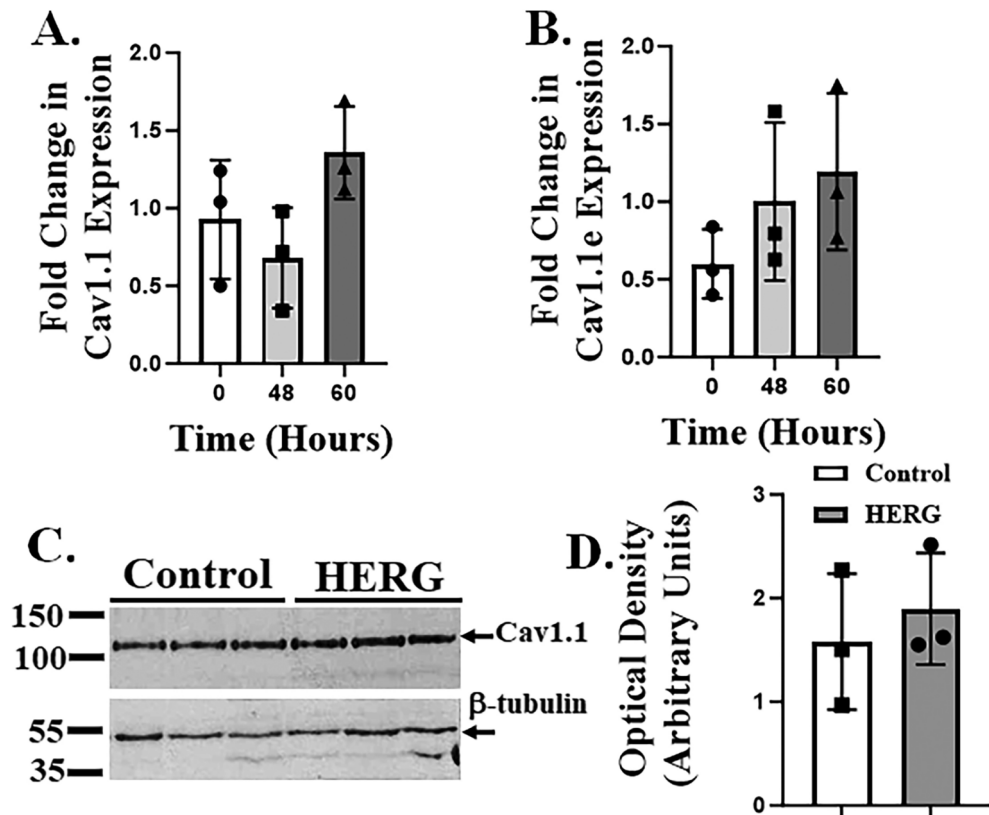 A.
Fold Change in
Cav1.1 Expression
2.0
1.5
1.0
0.5
0.0
0 48 60
Time (Hours)
B.
Fold Change in
Cav1.1e Expression
2.0
1.5
1.0
0.5
0.0
0 48 60
Time (Hours)
C.
Control HERG
150
100
Cav1.1
β-tubulin
55
35
D.
Optical Density
(Arbitrary Units)
Control
HERG
3
2
1
0